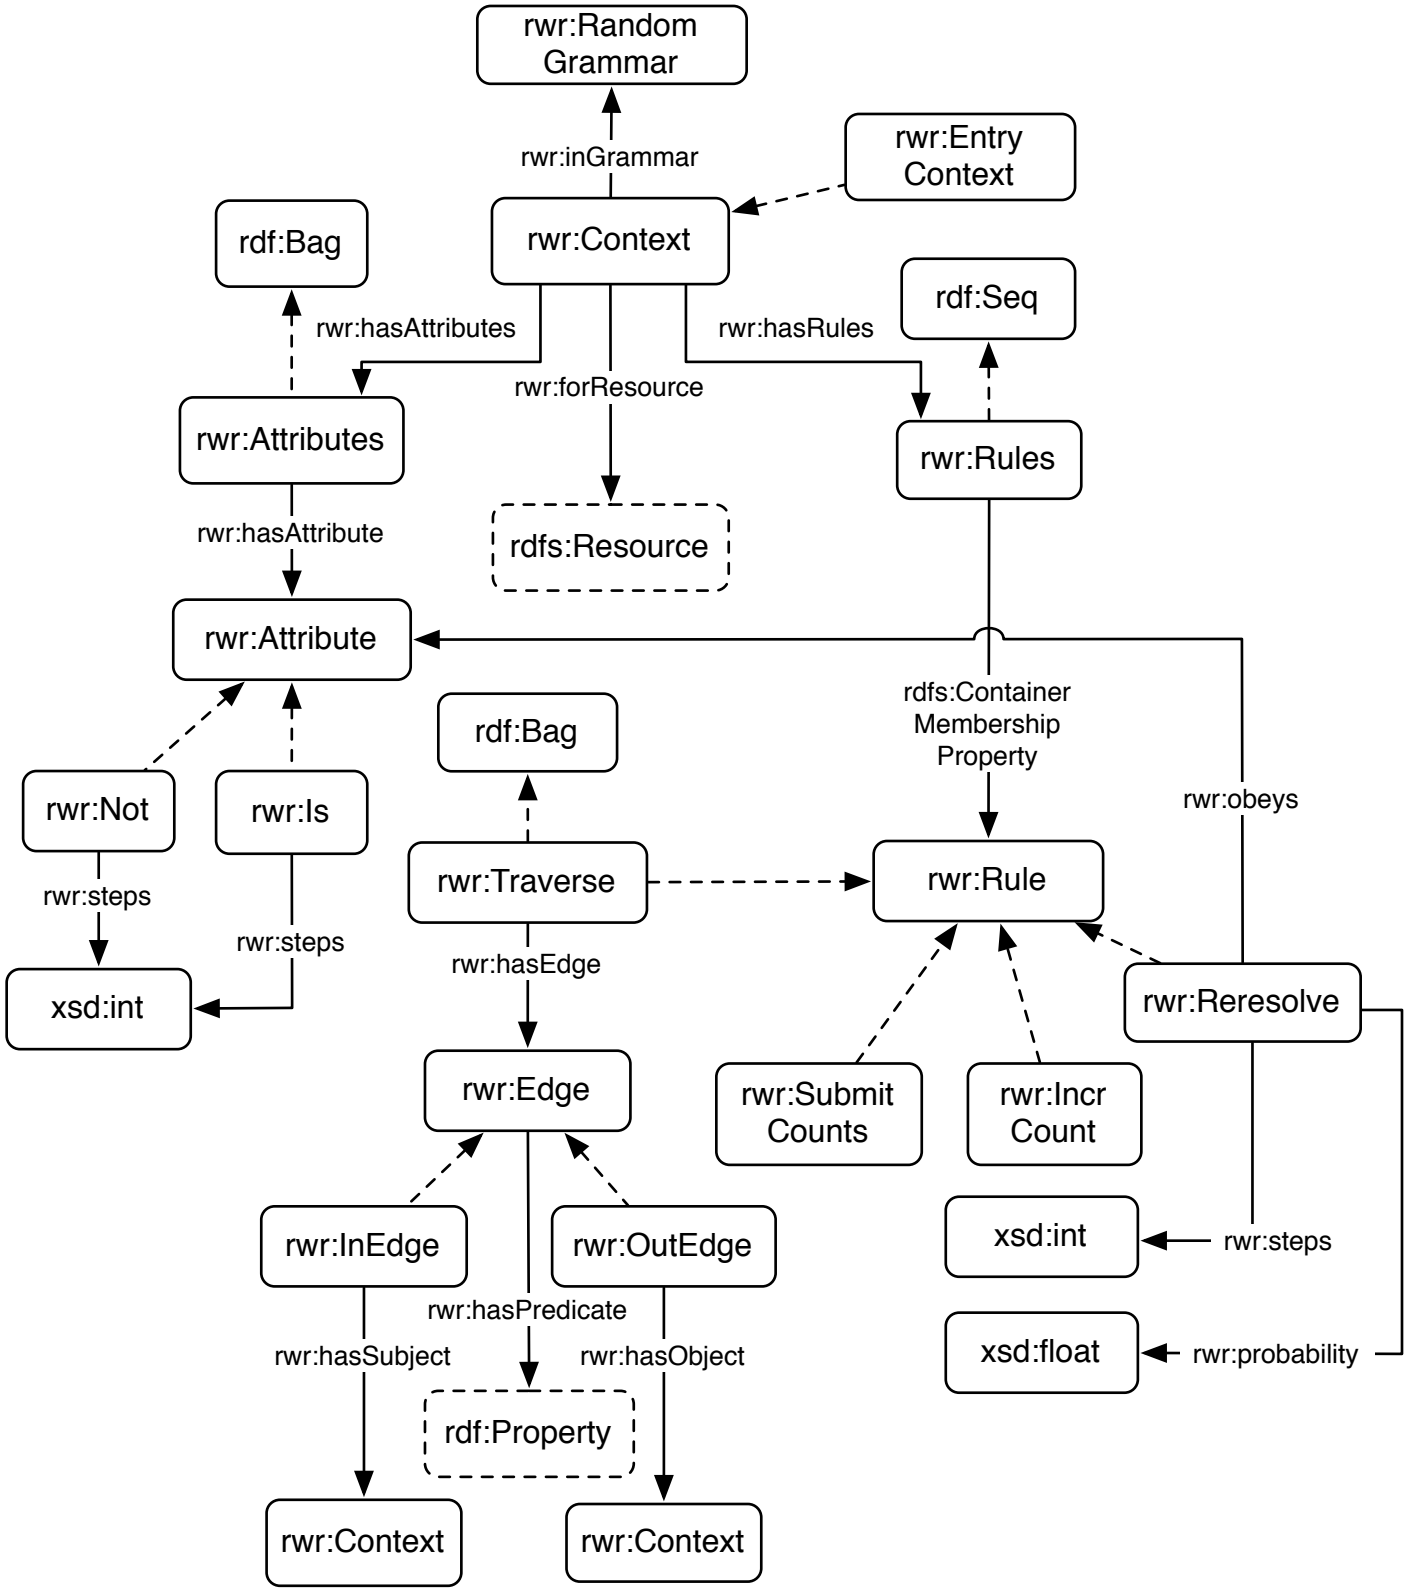 rwr:Random
Grammar
rwr:inGrammar
rwr:Entry
Context
rdf:Bag
rwr:Context
rdf:Seq
rwr:hasAttributes
rwr:hasRules
rwr:forResource
rwr:Attributes
rwr:Rules
rwr:hasAttribute
rdfs:Resource
rwr:Attribute
rdfs:Container
Membership
Property
rdf:Bag
rwr:Not
rwr:Is
rwr:obeys
rwr:Traverse
rwr:Rule
rwr:steps
rwr:steps
rwr:hasEdge
xsd:int
rwr:Reresolve
rwr:Edge
rwr:Submit
Counts
rwr:Incr
Count
rwr:InEdge
rwr:OutEdge
xsd:int
rwr:steps
rwr:hasPredicate
rwr:hasSubject
rwr:hasObject
xsd:float
rwr:probability
rdf:Property
rwr:Context
rwr:Context